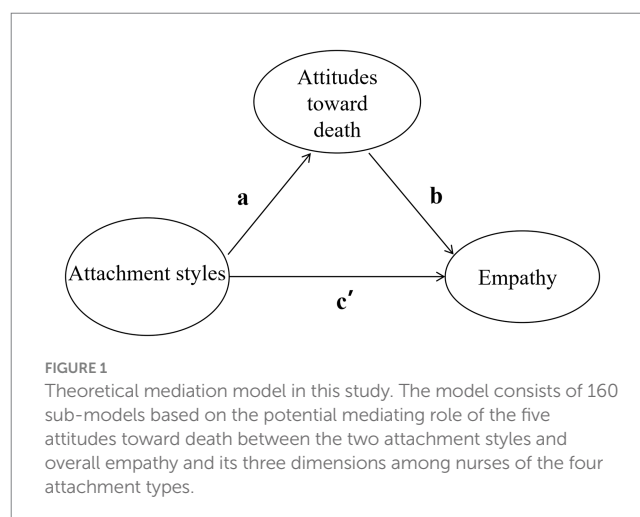 Attitudes
toward
death
a
b
Attachment styles
Empathy
c′
FIGURE 1
Theoretical mediation model in this study. The model consists of 160
sub-models based on the potential mediating role of the five
attitudes toward death between the two attachment styles and
overall empathy and its three dimensions among nurses of the four
attachment types.